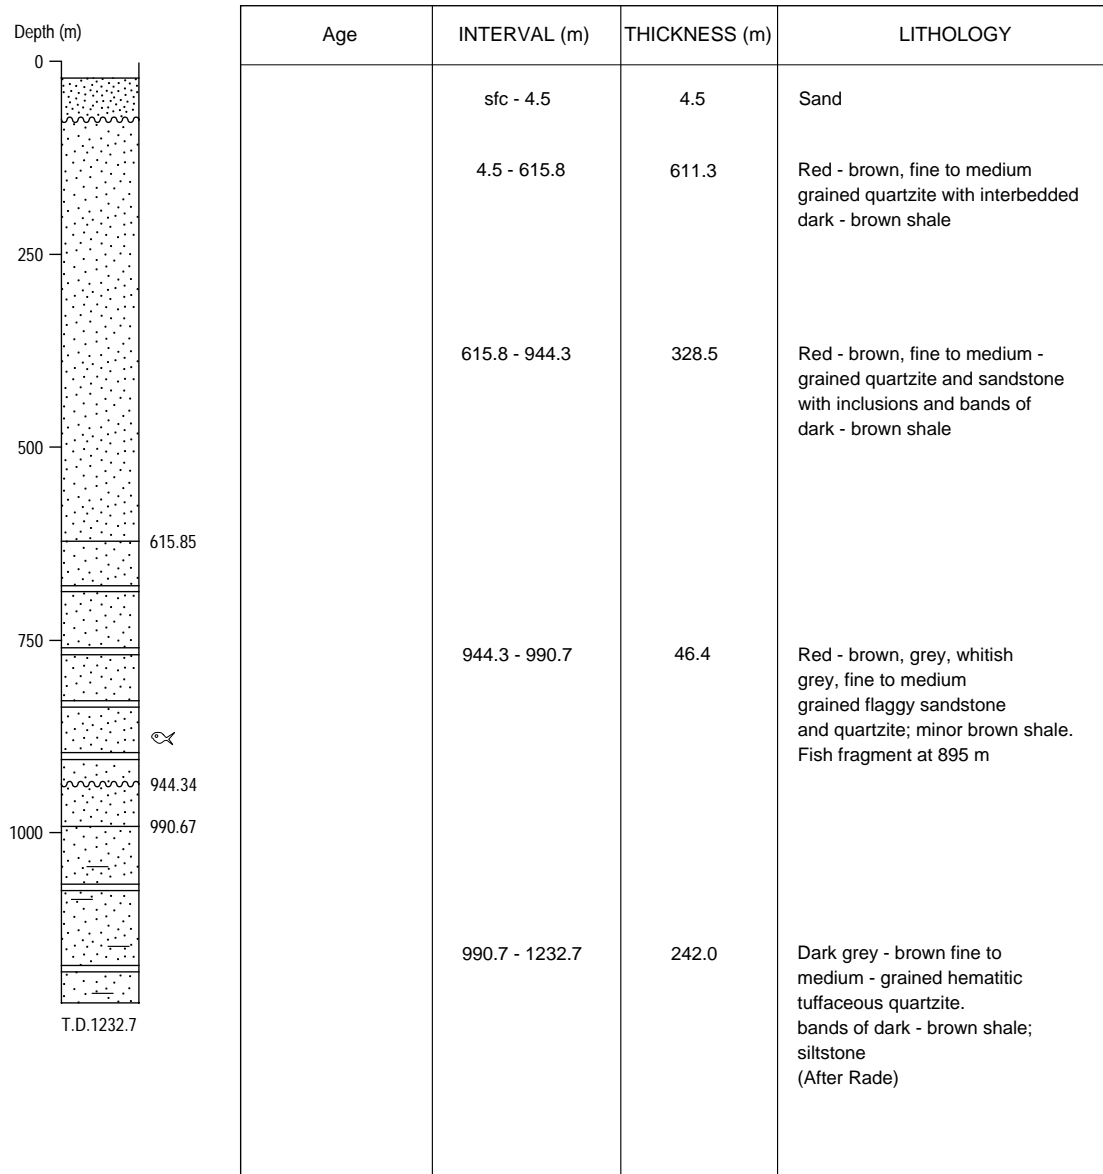 Depth (m)
0
250
500
750
1000
615.85
944.34
990.67
T.D.1232.7
Age INTERVAL (m) THICKNESS (m) LITHOLOGY
sfc - 4.5 4.5 Sand
4.5 - 615.8 611.3 Red - brown, fine to medium
grained quartzite with interbedded
dark - brown shale
615.8 - 944.3 328.5 Red - brown, fine to medium -
grained quartzite and sandstone
with inclusions and bands of
dark - brown shale
944.3 - 990.7 46.4 Red - brown, grey, whitish
grey, fine to medium
grained flaggy sandstone
and quartzite; minor brown shale.
Fish fragment at 895 m
990.7 - 1232.7 242.0 Dark grey - brown fine to
medium - grained hematitic
tuffaceous quartzite.
bands of dark - brown shale;
siltstone
(After Rade)